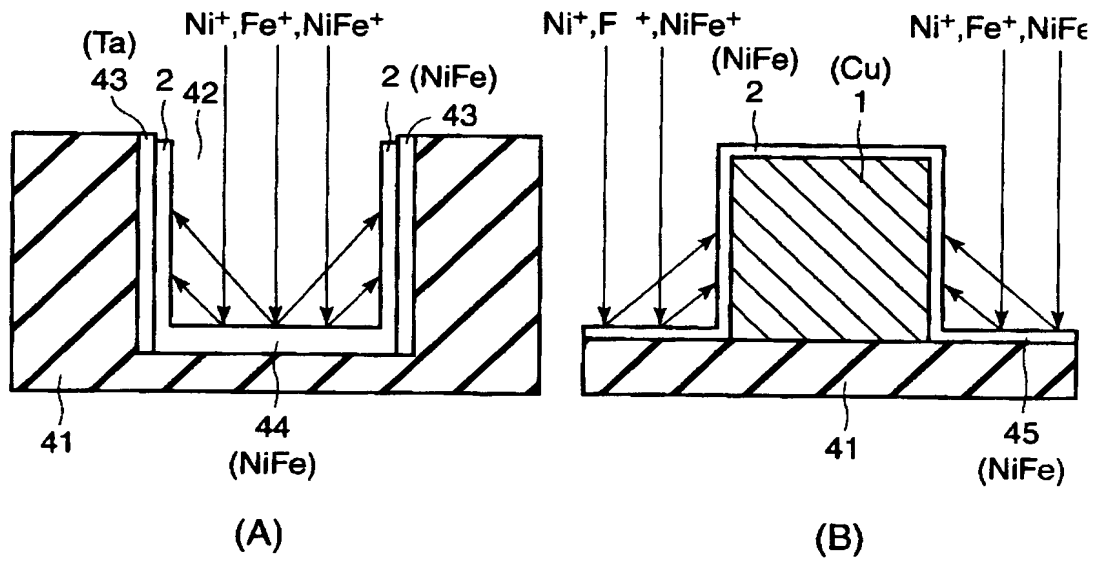 Ni⁺,Fe⁺,NiFe⁺
(Ta)
43
2
42
2 (NiFe)
43
41
44
(NiFe)
(A)
Ni⁺,F ⁺,NiFe⁺
(NiFe)
2
(Cu)
1
Ni⁺,Fe⁺,NiFe
41
45
(NiFe)
(B)